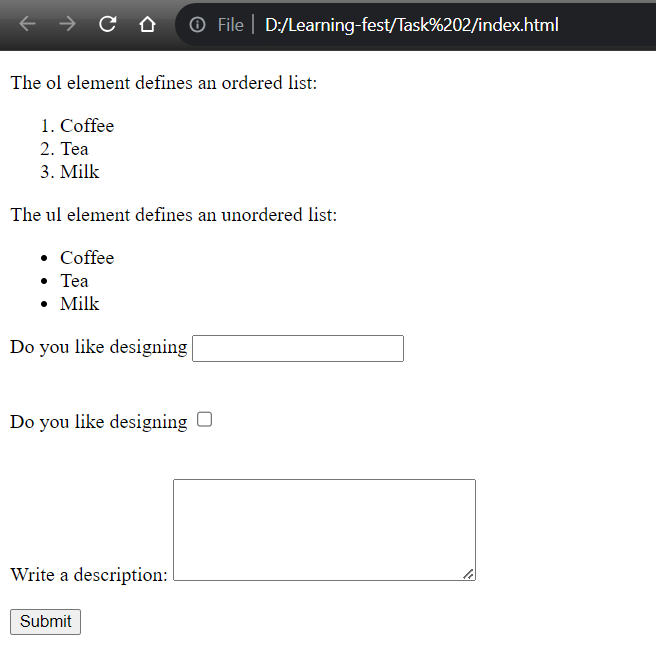 File D:/Learning-fest/Task%202/index.html
The ol element defines an ordered list:
1. Coffee
2. Tea
3. Milk
The ul element defines an unordered list:
• Coffee
• Tea
• Milk
Do you like designing
Do you like designing
Write a description:
Submit